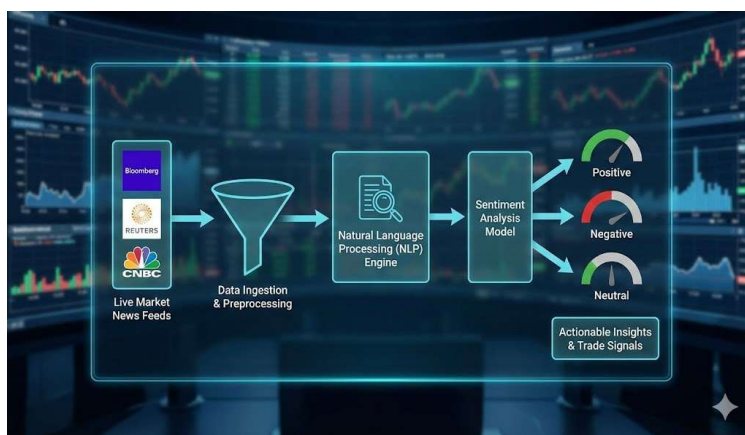 Bloomberg
REUTERS
CNBC
Live Market
News Feeds
Data Ingestion
& Preprocessing
Natural Language
Processing (NLP)
Engine
Sentiment
Analysis
Model
Positive
Negative
Neutral
Actionable Insights
& Trade Signals